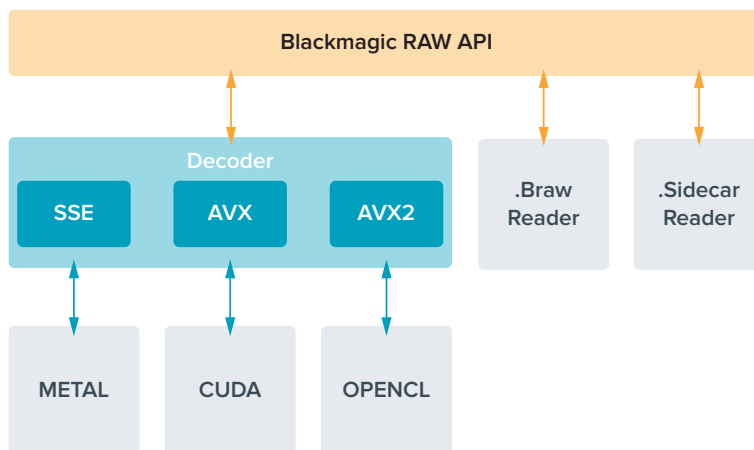 Blackmagic RAW API
Decoder
SSE
AVX
AVX2
.Braw
Reader
.Sidecar
Reader
METAL
CUDA
OPENCL